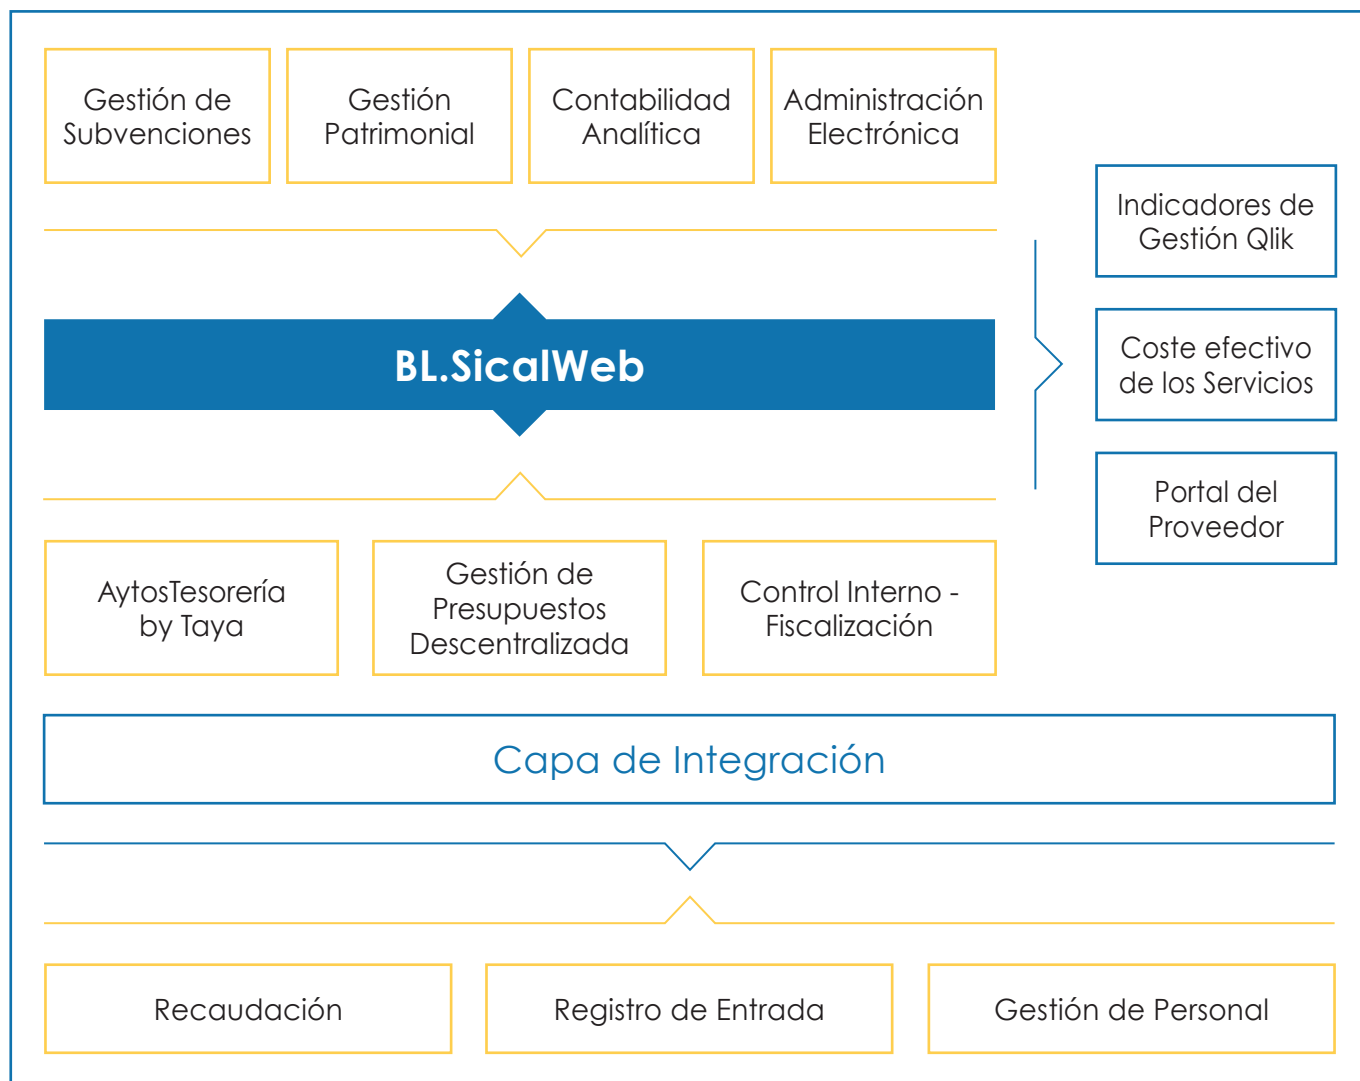 Gestión de
Subvenciones
Gestión
Patrimonial
Contabilidad
Analítica
Administración
Electrónica
Indicadores de
Gestión Qlik
BL.SicalWeb
Coste efectivo
de los Servicios
Portal del
Proveedor
AytosTesorería
by Taya
Gestión de
Presupuestos
Descentralizada
Control Interno -
Fiscalización
Capa de Integración
Recaudación
Registro de Entrada
Gestión de Personal